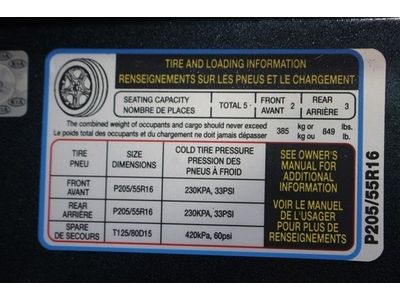 TIRE AND LOADING INFORMATION
RENSEIGNEMENTS SUR LES PNEUS ET LE CHARGEMENT
SEATING CAPACITY
NOMBRE DE PLACES
TOTAL 5
FRONT
AVANT 2
REAR
ARRIÈRE 3
The combined weight of occupants and cargo should never exceed
Le poids total des occupants et du chargement ne doit jamais dépasser
385 kg or 849 lbs.
kg ou lb.
TIRE
PNEU
SIZE
DIMENSIONS
COLD TIRE PRESSURE
PRESSION DES
PNEUS À FROID
FRONT
AVANT
P205/55R16
230KPA, 33PSI
REAR
ARRIÈRE
P205/55R16
230KPA, 33PSI
SPARE
DE SECOURS
T125/80D15
420kPa, 60psi
SEE OWNER'S
MANUAL FOR
ADDITIONAL
INFORMATION
VOIR LE MANUEL
DE L'USAGER
POUR PLUS DE
RENSEIGNEMENTS
P205/55R16
KIA